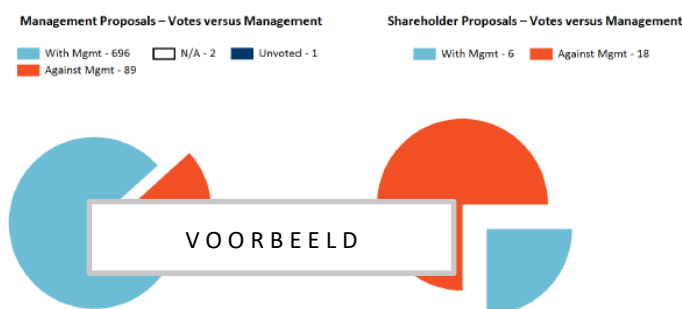 Management Proposals – Votes versus Management
With Mgmt - 696 N/A - 2 Unvoted - 1
Against Mgmt - 89
Shareholder Proposals – Votes versus Management
With Mgmt - 6 Against Mgmt - 18
VOORBEELD